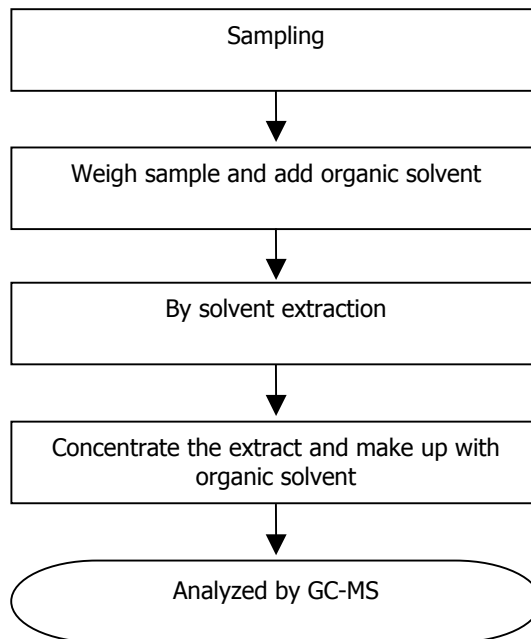 Sampling
Weigh sample and add organic solvent
By solvent extraction
Concentrate the extract and make up with
organic solvent
Analyzed by GC-MS